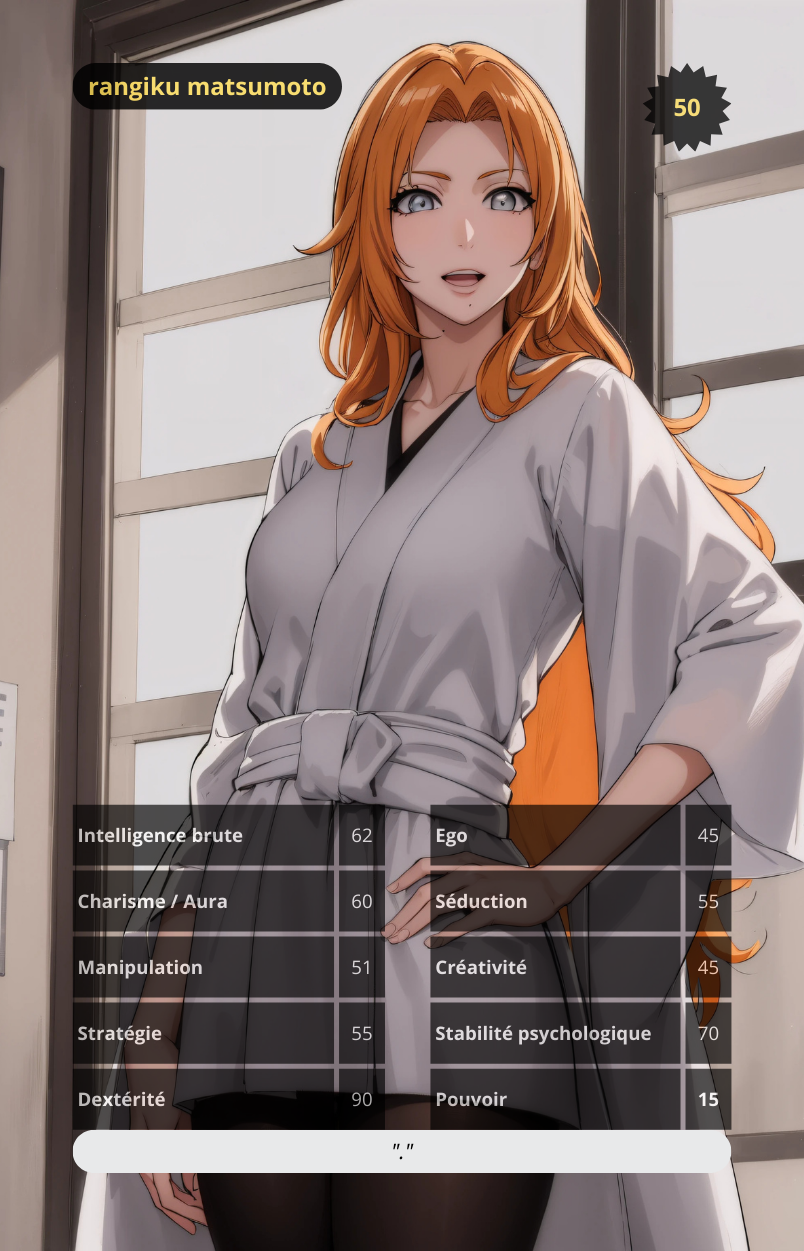 rangiku matsumoto
50
Intelligence brute 62
Ego 45
Charisme / Aura 60
Séduction 55
Manipulation 51
Créativité 45
Stratégie 55
Stabilité psychologique 70
Dextérité 90
Pouvoir 15
"."